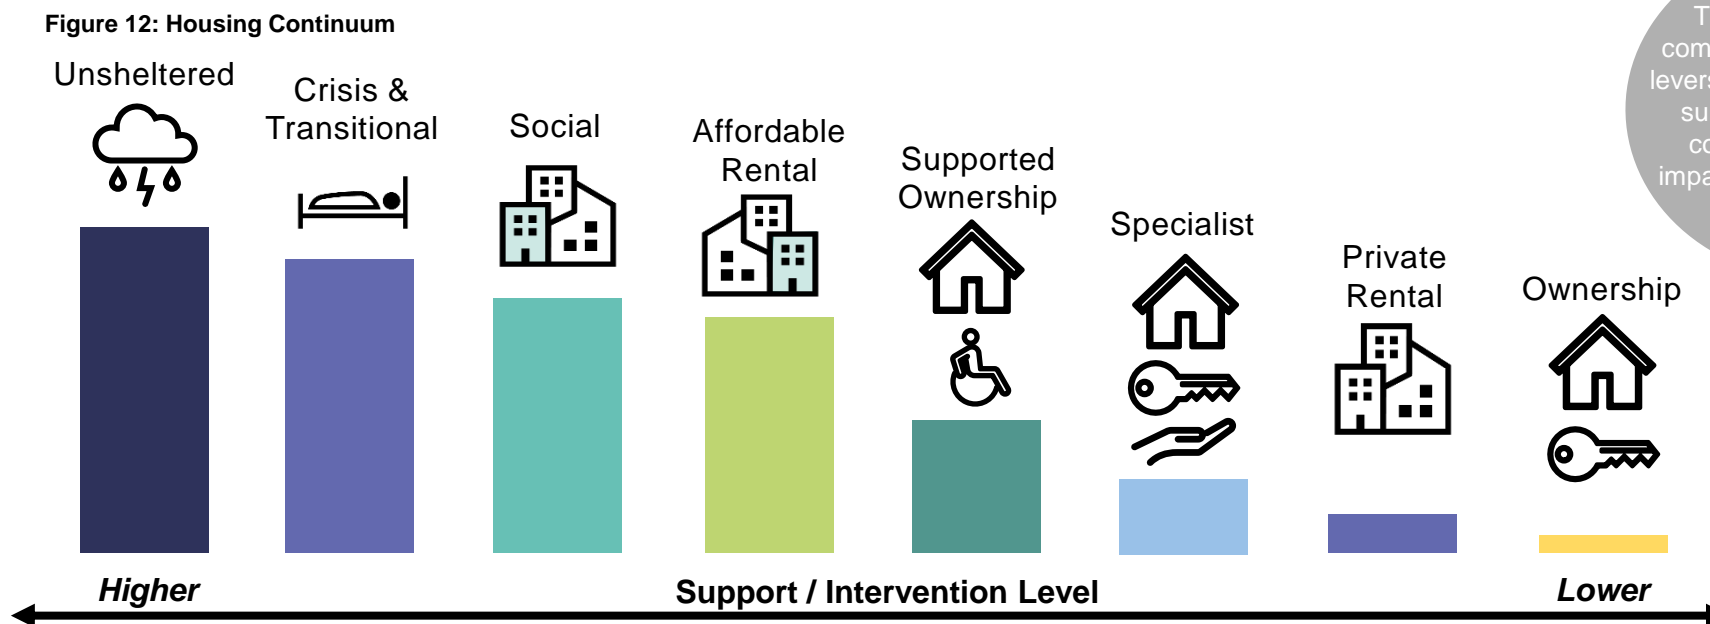 Figure 12: Housing Continuum
Unsheltered
Crisis &
Transitional
Social
Affordable
Rental
Supported
Ownership
Specialist
Private
Rental
Ownership
Higher
Support / Intervention Level
Lower
levers